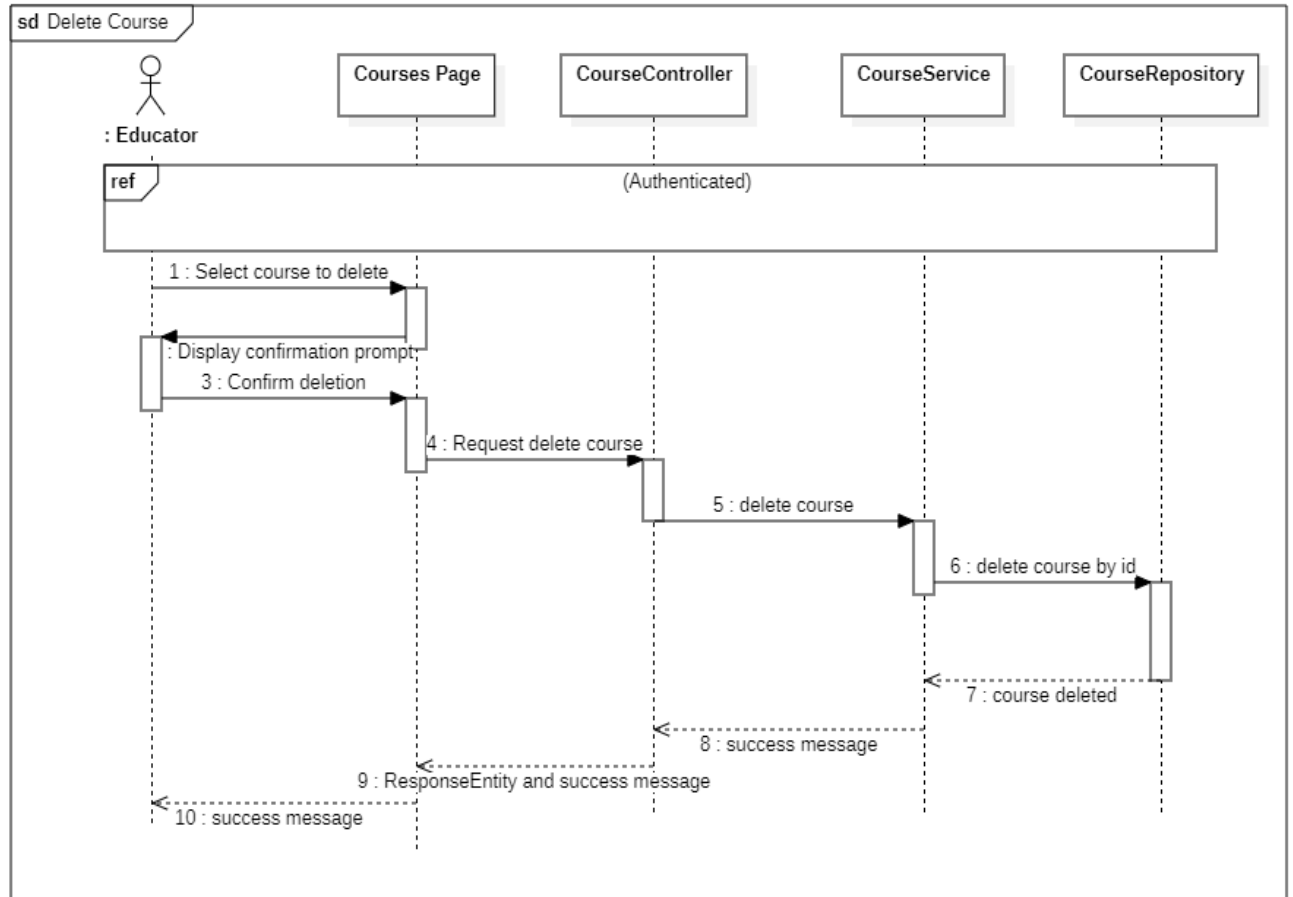 sd Delete Course
Courses Page
CourseController
CourseService
CourseRepository
: Educator
ref
(Authenticated)
1 : Select course to delete
: Display confirmation prompt
3 : Confirm deletion
4 : Request delete course
5 : delete course
6 : delete course by id
7 : course deleted
8 : success message
9 : ResponseEntity and success message
10 : success message